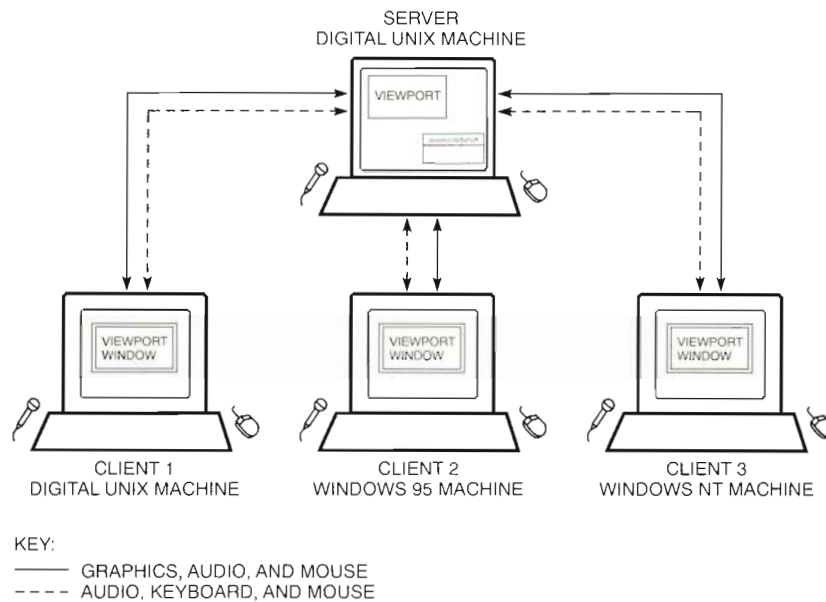 SERVER
DIGITAL UNIX MACHINE
VIEWPORT
VIEWPORT
WINDOW
VIEWPORT
WINDOW
VIEWPORT
WINDOW
CLIENT 1
DIGITAL UNIX MACHINE
CLIENT 2
WINDOWS 95 MACHINE
CLIENT 3
WINDOWS NT MACHINE
KEY:
GRAPHICS, AUDIO, AND MOUSE
AUDIO, KEYBOARD, AND MOUSE